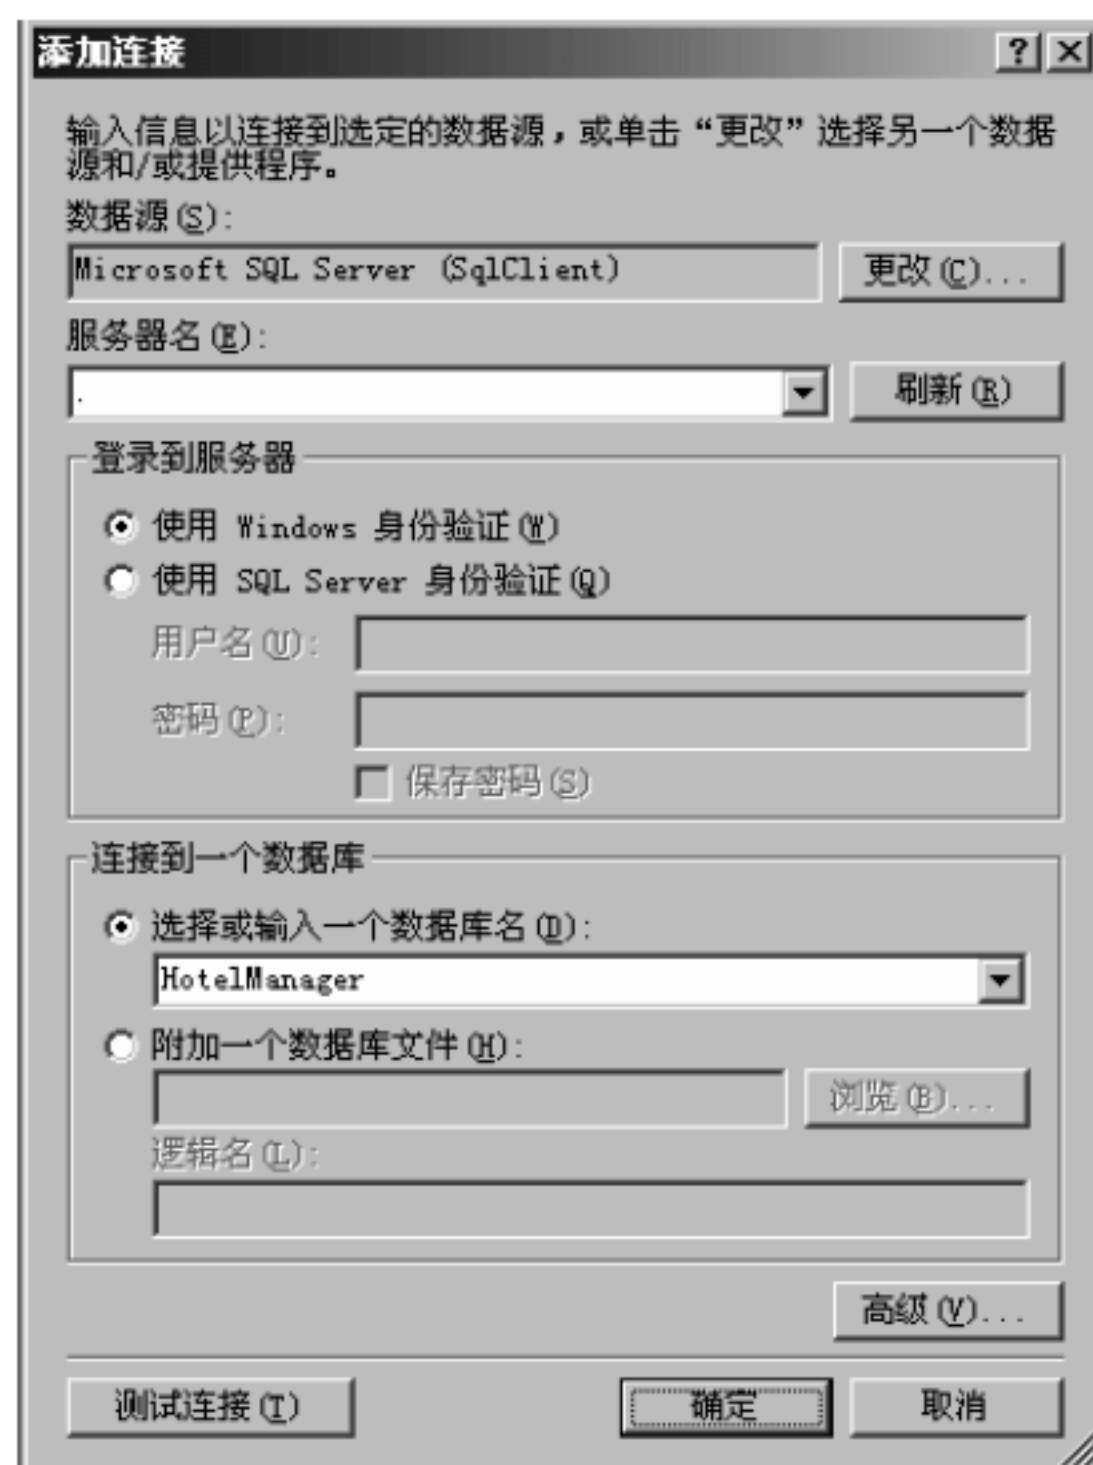 添加连接
输入信息以连接到选定的数据源，或单击“更改”选择另一个数据
源和/或提供程序。
数据源(S):
Microsoft SQL Server (SqlClient)
更改(C)...
服务器名(E):
.
刷新(R)
登录到服务器
使用 Windows 身份验证(W)
使用 SQL Server 身份验证(Q)
用户名(U):
密码(P):
保存密码(S)
连接到一个数据库
选择或输入一个数据库名(D):
HotelManager
附加一个数据库文件(H):
浏览(B)...
逻辑名(L):
高级(V)...
测试连接(T)
确定
取消